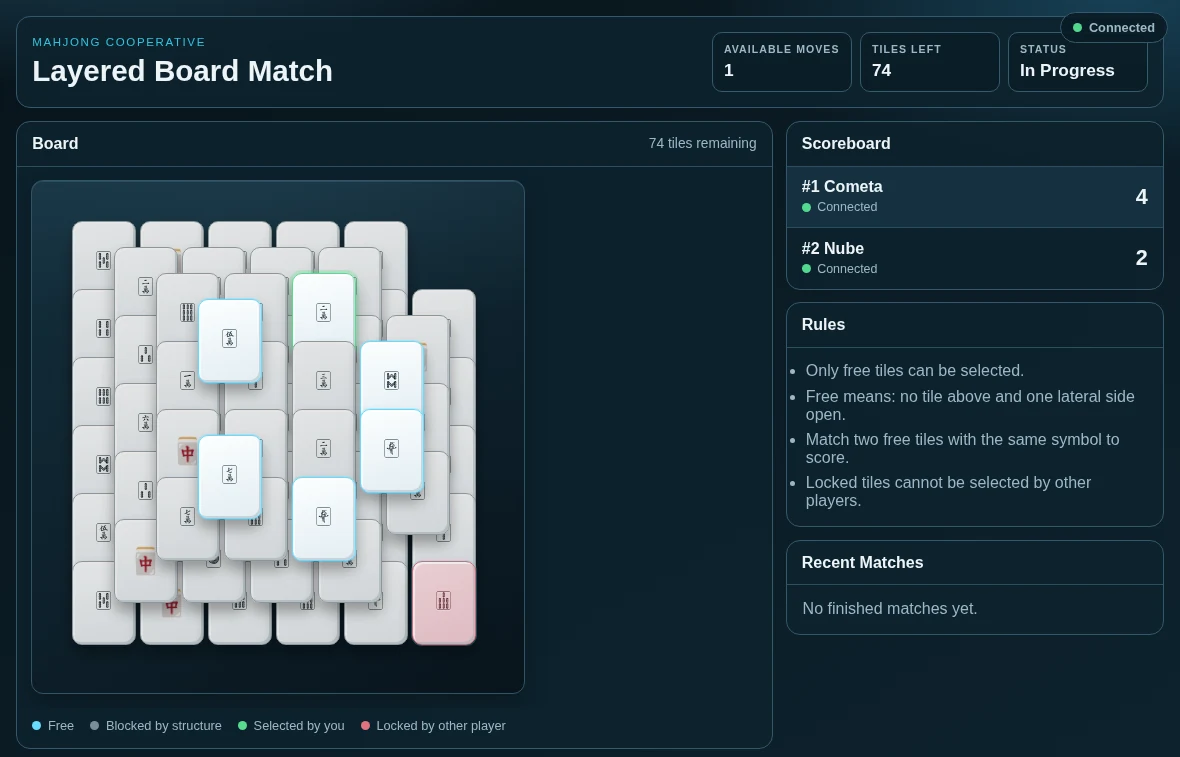 Connected
MAHJONG COOPERATIVE
Layered Board Match
AVAILABLE MOVES
1
TILES LEFT
74
STATUS
In Progress
Board
74 tiles remaining
Free
Blocked by structure
Selected by you
Locked by other player
Scoreboard
#1 Cometa
Connected
4
#2 Nube
Connected
2
Rules
Only free tiles can be selected.
Free means: no tile above and one lateral side
open.
Match two free tiles with the same symbol to
score.
Locked tiles cannot be selected by other
players.
Recent Matches
No finished matches yet.